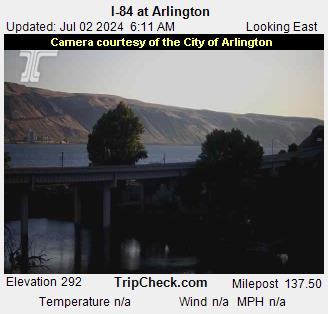 I-84 at Arlington
Updated: Jul 02 2024 6:11 AM Looking East
Camera courtesy of the City of Arlington
Elevation 292 TripCheck.com Milepost 137.50
Temperature n/a Wind n/a MPH n/a